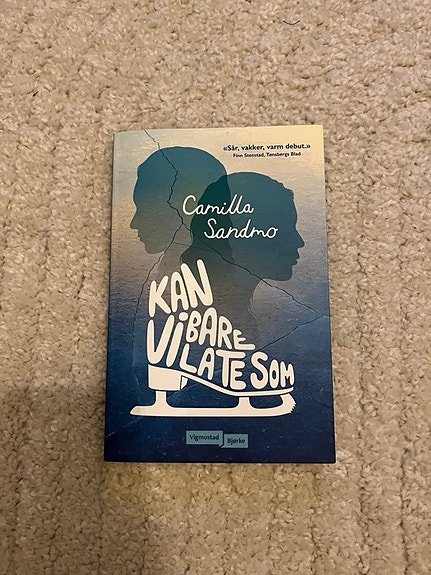 «Sår, vakker, varm debut.»
Finn Stenstad, Tønsbergs Blad
Camilla
Sandmo
KAN
VI BARE
LATE SOM
Vigmostad
Bjørke